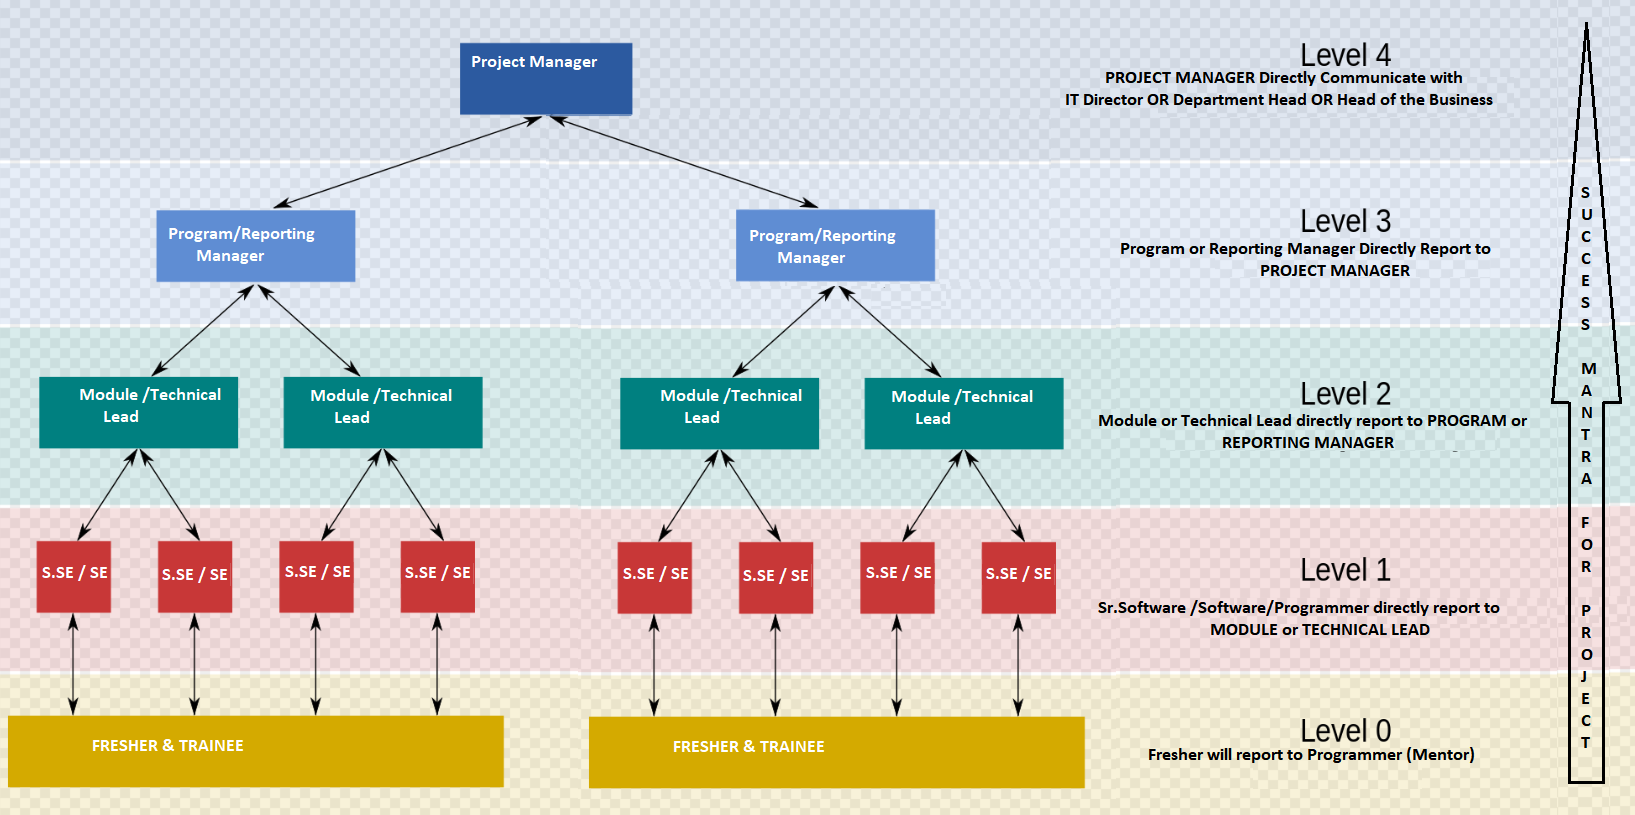 Project Manager
Level 4
PROJECT MANAGER Directly Communicate with
IT Director OR Department Head OR Head of the Business
Program/Reporting
Manager
Program/Reporting
Manager
Level 3
Program or Reporting Manager Directly Report to
PROJECT MANAGER
Module /Technical
Lead
Module /Technical
Lead
Module /Technical
Lead
Module /Technical
Lead
Level 2
Module or Technical Lead directly report to PROGRAM or
REPORTING MANAGER
S.SE / SE
S.SE / SE
S.SE / SE
S.SE / SE
S.SE / SE
S.SE / SE
S.SE / SE
S.SE / SE
Level 1
Sr.Software /Software/Programmer directly report to
MODULE or TECHNICAL LEAD
FRESHER & TRAINEE
FRESHER & TRAINEE
Level 0
Fresher will report to Programmer (Mentor)
SUCCESS MANTRA FOR PROJECT